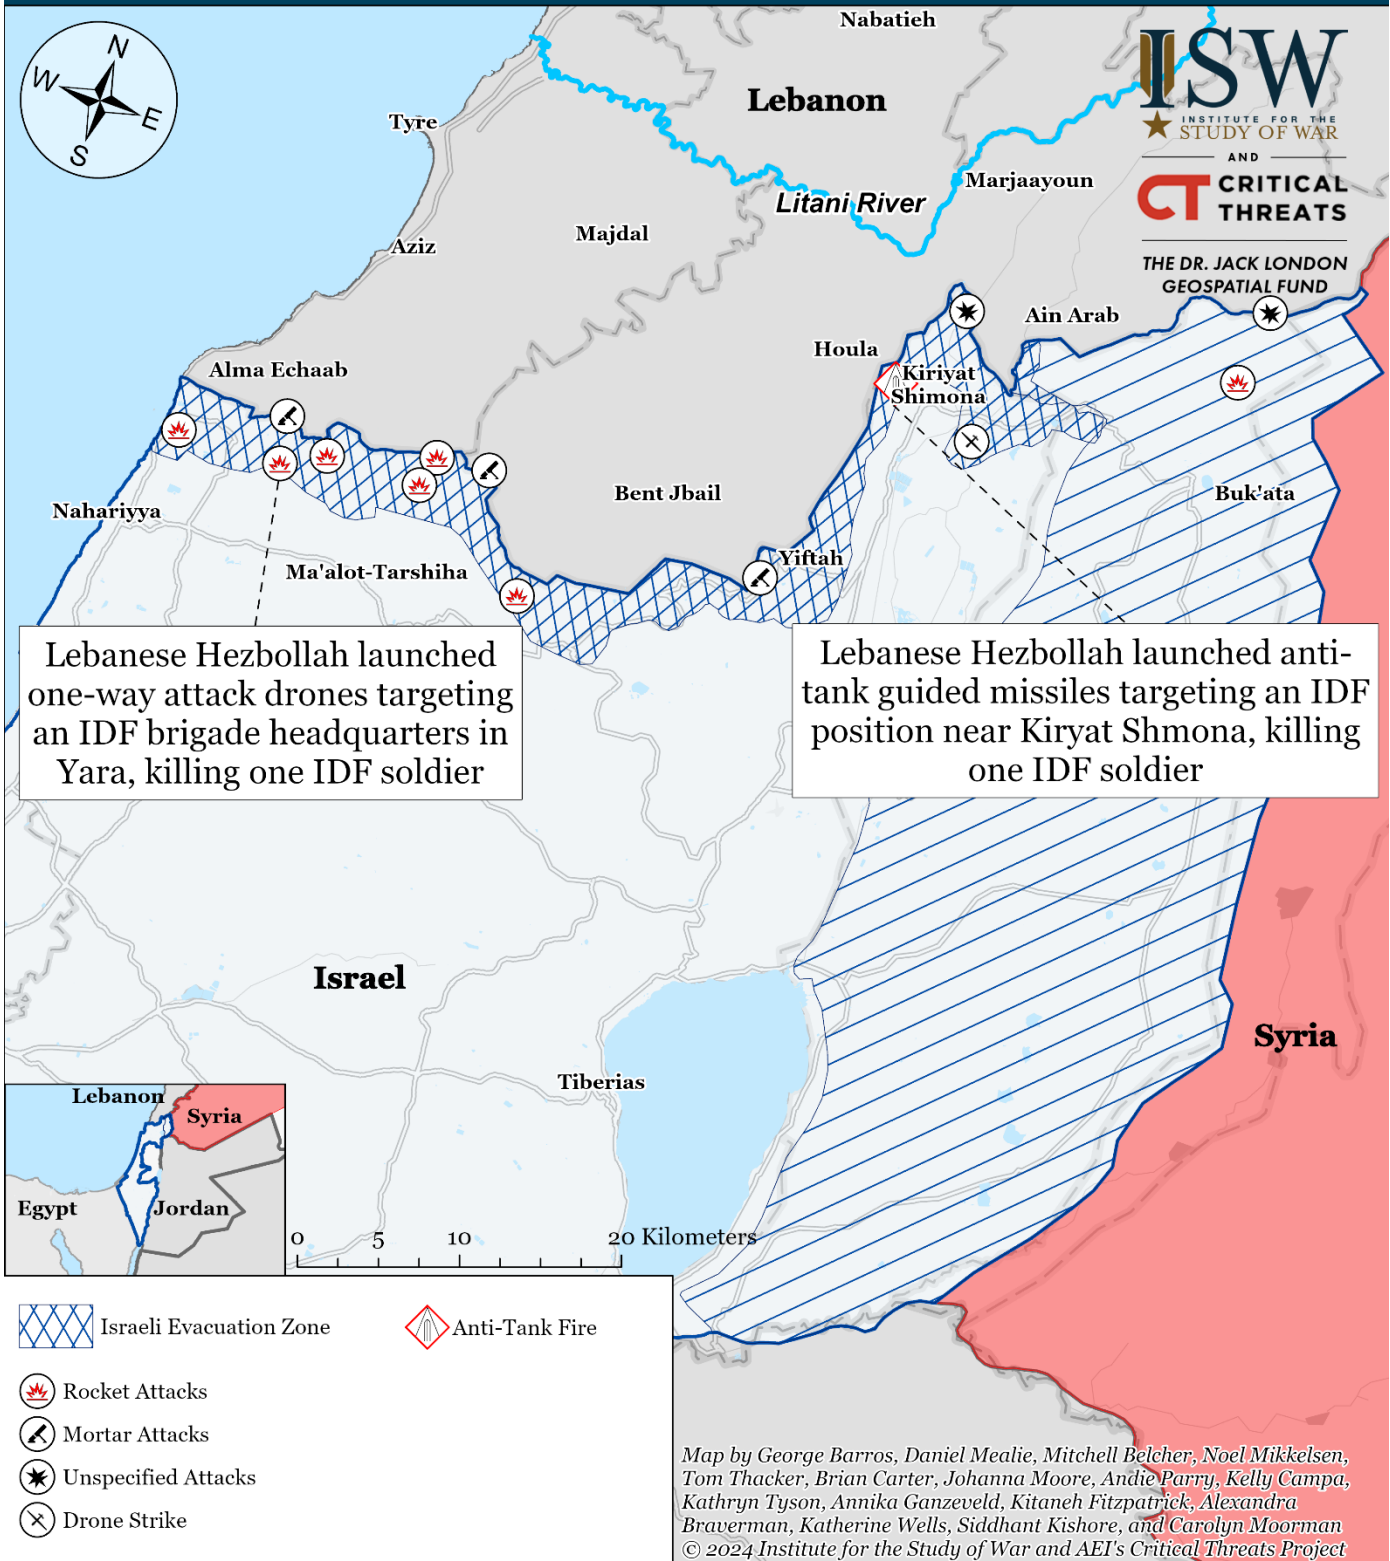 Nabatieh
N
W
E
S
Lebanon
ISW
INSTITUTE FOR THE
STUDY OF WAR
AND
CT CRITICAL
THREATS
THE DR. JACK LONDON
GEOSPATIAL FUND
Tyre
Marjaayoun
Litani River
Majdal
Aziz
Ain Arab
Houla
Alma Echaab
Kiriyat
Shimona
Bent Jbail
Buk'ata
Nahariyya
Yiftah
Ma'alot-Tarshiha
Lebanese Hezbollah launched
one-way attack drones targeting
an IDF brigade headquarters in
Yara, killing one IDF soldier
Lebanese Hezbollah launched anti-
tank guided missiles targeting an IDF
position near Kiryat Shmona, killing
one IDF soldier
Israel
Syria
Tiberias
Lebanon
Syria
Egypt
Jordan
0 5 10 20 Kilometers
Israeli Evacuation Zone
Anti-Tank Fire
Rocket Attacks
Mortar Attacks
Unspecified Attacks
Drone Strike
Map by George Barros, Daniel Mealie, Mitchell Belcher, Noel Mikkelsen,
Tom Thacker, Brian Carter, Johanna Moore, Andie Parry, Kelly Campa,
Kathryn Tyson, Annika Ganzeveld, Kitaneh Fitzpatrick, Alexandra
Braverman, Katherine Wells, Siddhant Kishore, and Carolyn Moorman
© 2024 Institute for the Study of War and AEI's Critical Threats Project